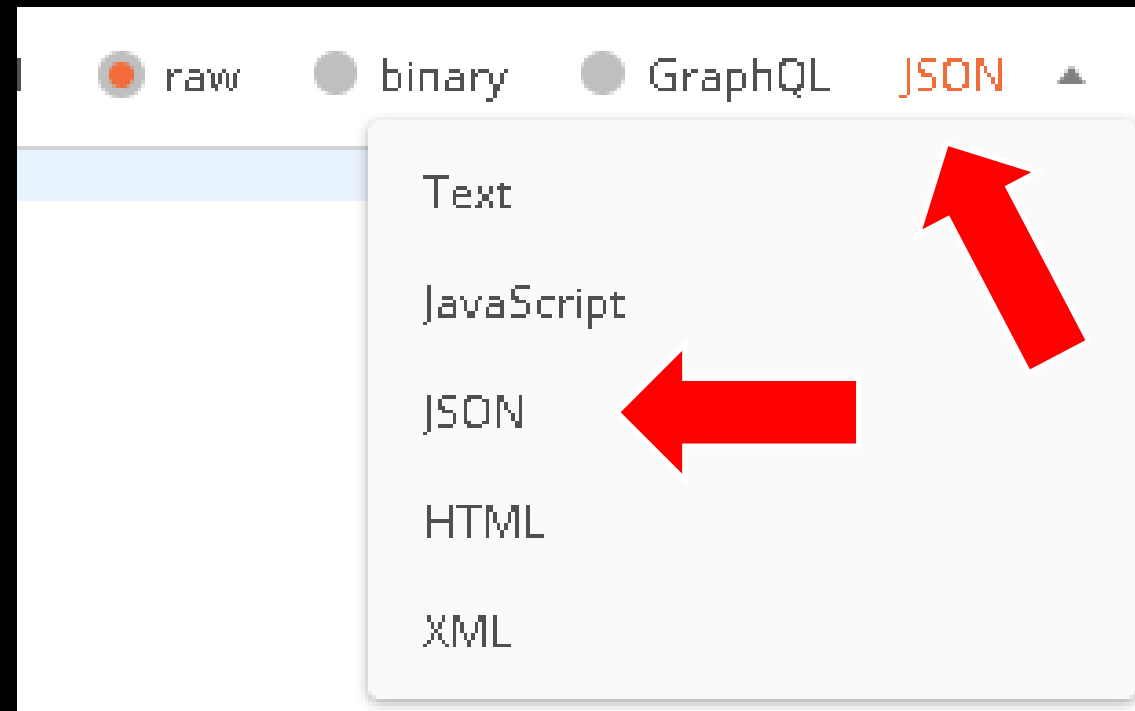 raw binary GraphQL JSON
Text
JavaScript
JSON
HTML
XML